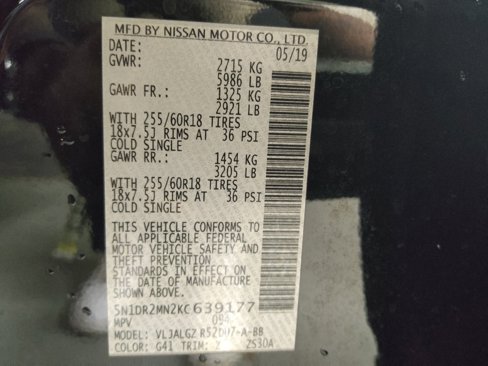 MFD BY NISSAN MOTOR CO., LTD.
DATE: 05/19
GVWR: 2715 KG
5986 LB
GAWR FR.: 1325 KG
2921 LB
WITH 255/60R18 TIRES
18x7.5J RIMS AT 36 PSI
COLD SINGLE
GAWR RR.: 1454 KG
3205 LB
WITH 255/60R18 TIRES
18x7.5J RIMS AT 36 PSI
COLD SINGLE
THIS VEHICLE CONFORMS TO
ALL APPLICABLE FEDERAL
MOTOR VEHICLE SAFETY AND
THEFT PREVENTION
STANDARDS IN EFFECT ON
THE DATE OF MANUFACTURE
SHOWN ABOVE.
5N1DR2MN2KC639177
MPV
MODEL: R52DU7-A-BB
COLOR: G41 TRIM: ZS30A